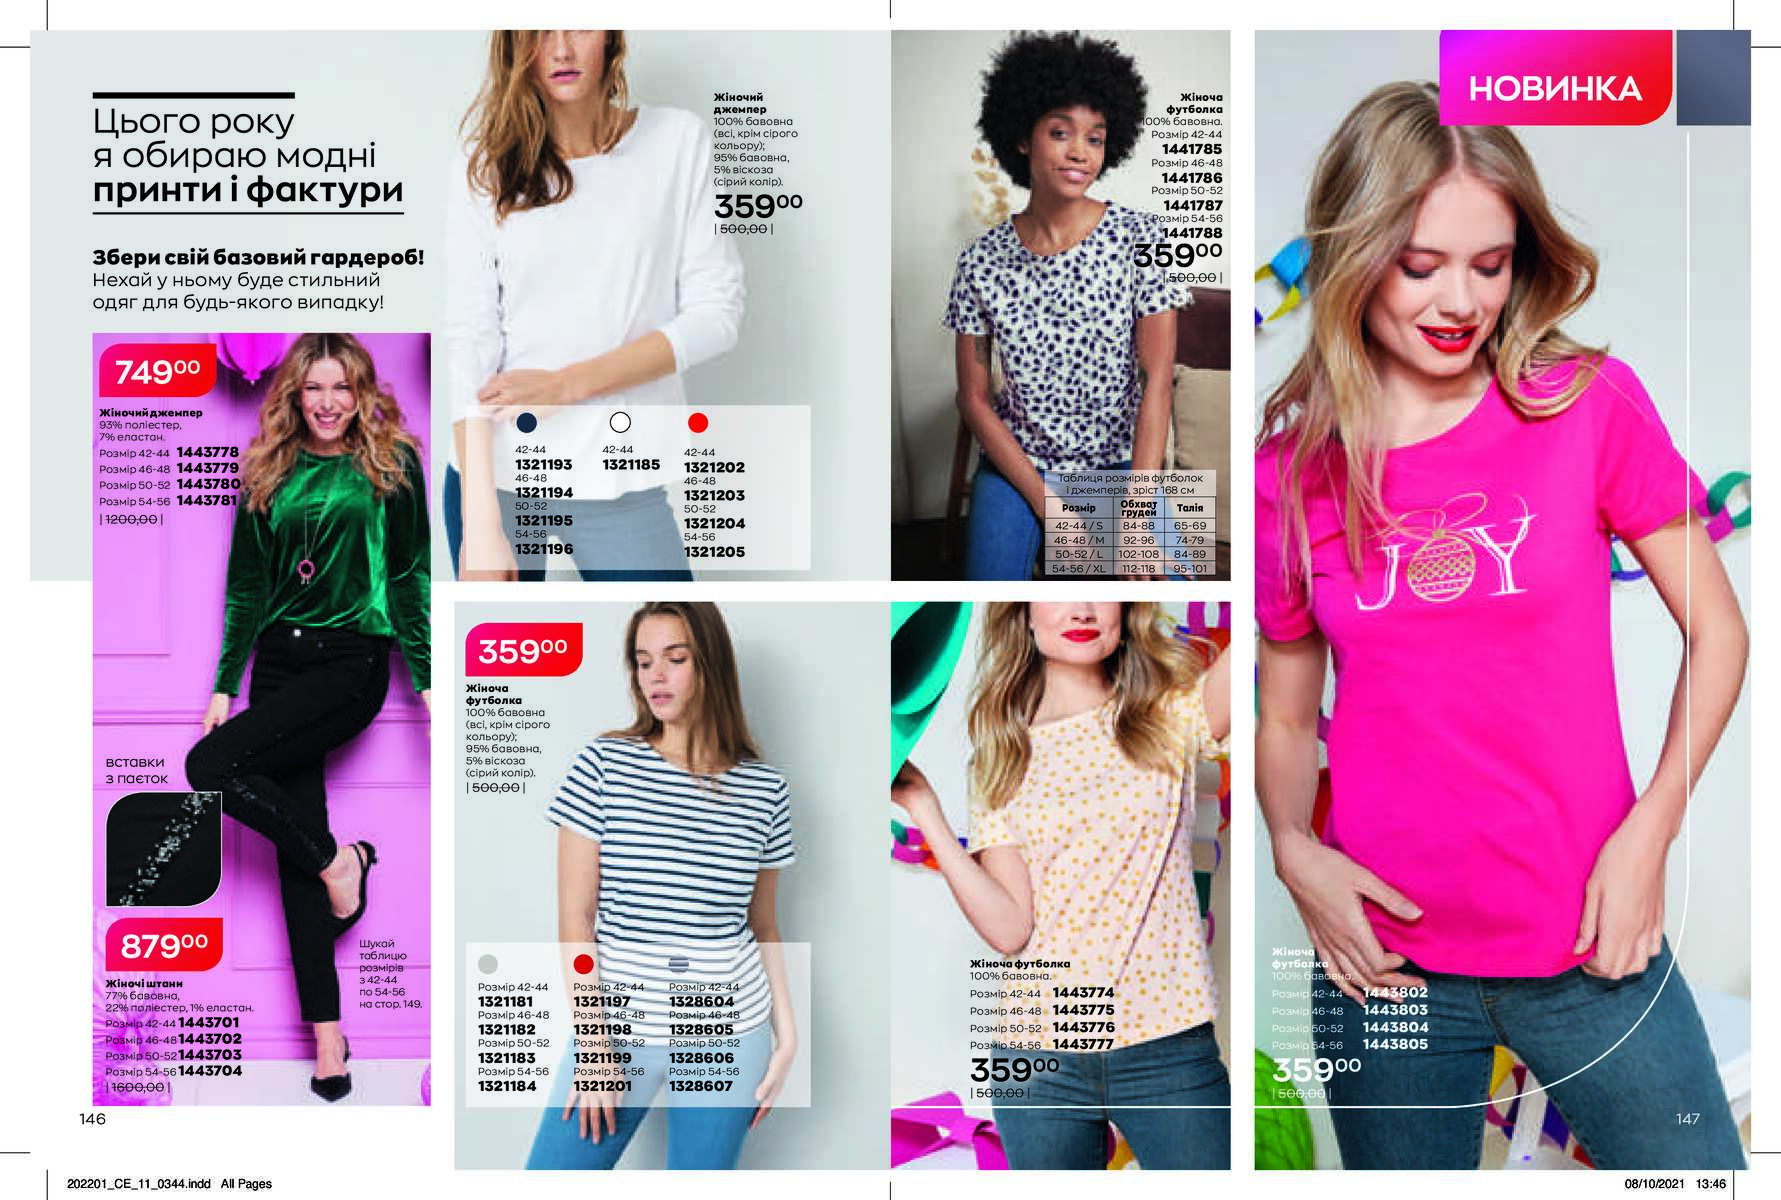 Цього року
я обираю модні
принти і фактури
Збери свій базовий гардероб!
Нехай у ньому буде стильний
одяг для будь-якого випадку!
749⁰⁰
Жіночий джемпер
93% поліестер,
7% еластан.
Розмір 42-44 1443778
Розмір 46-48 1443779
Розмір 50-52 1443780
Розмір 54-56 1443781
| 1200,00 |
вставки
з паєток
879⁰⁰
Жіночі штани
77% бавовна,
22% поліестер, 1% еластан.
Розмір 42-44 1443701
Розмір 46-48 1443702
Розмір 50-52 1443703
Розмір 54-56 1443704
| 1600,00 |
Шукай
таблицю
розмірів
з 42-44
по 54-56
на стор. 149.
146
Жіночий
джемпер
100% бавовна
(всі, крім сірого
кольору);
95% бавовна,
5% віскоза
(сірий колір).
359⁰⁰
| 500,00 |
42-44
1321193
46-48
1321194
50-52
1321195
54-56
1321196
42-44
1321185
42-44
1321202
46-48
1321203
50-52
1321204
54-56
1321205
359⁰⁰
Жіноча
футболка
100% бавовна
(всі, крім сірого
кольору);
95% бавовна,
5% віскоза
(сірий колір).
| 500,00 |
Розмір 42-44
1321181
Розмір 46-48
1321182
Розмір 50-52
1321183
Розмір 54-56
1321184
Розмір 42-44
1321197
Розмір 46-48
1321198
Розмір 50-52
1321199
Розмір 54-56
1321201
Розмір 42-44
1328604
Розмір 46-48
1328605
Розмір 50-52
1328606
Розмір 54-56
1328607
Жіноча
футболка
100% бавовна.
Розмір 42-44
1441785
Розмір 46-48
1441786
Розмір 50-52
1441787
Розмір 54-56
1441788
359⁰⁰
| 500,00 |
Таблиця розмірів футболок
і джемперів, зріст 168 см
Розмір Обхват грудей Талія
42-44 / S 84-88 65-69
46-48 / M 92-96 74-79
50-52 / L 102-108 84-89
54-56 / XL 112-118 95-101
Жіноча футболка
100% бавовна.
Розмір 42-44 1443774
Розмір 46-48 1443775
Розмір 50-52 1443776
Розмір 54-56 1443777
359⁰⁰
| 500,00 |
НОВИНКА
JOY
Жіноча
футболка
100% бавовна.
Розмір 42-44 1443802
Розмір 46-48 1443803
Розмір 50-52 1443804
Розмір 54-56 1443805
359⁰⁰
| 500,00 |
147
202201_CE_11_0344.indd All Pages
08/10/2021 13:46